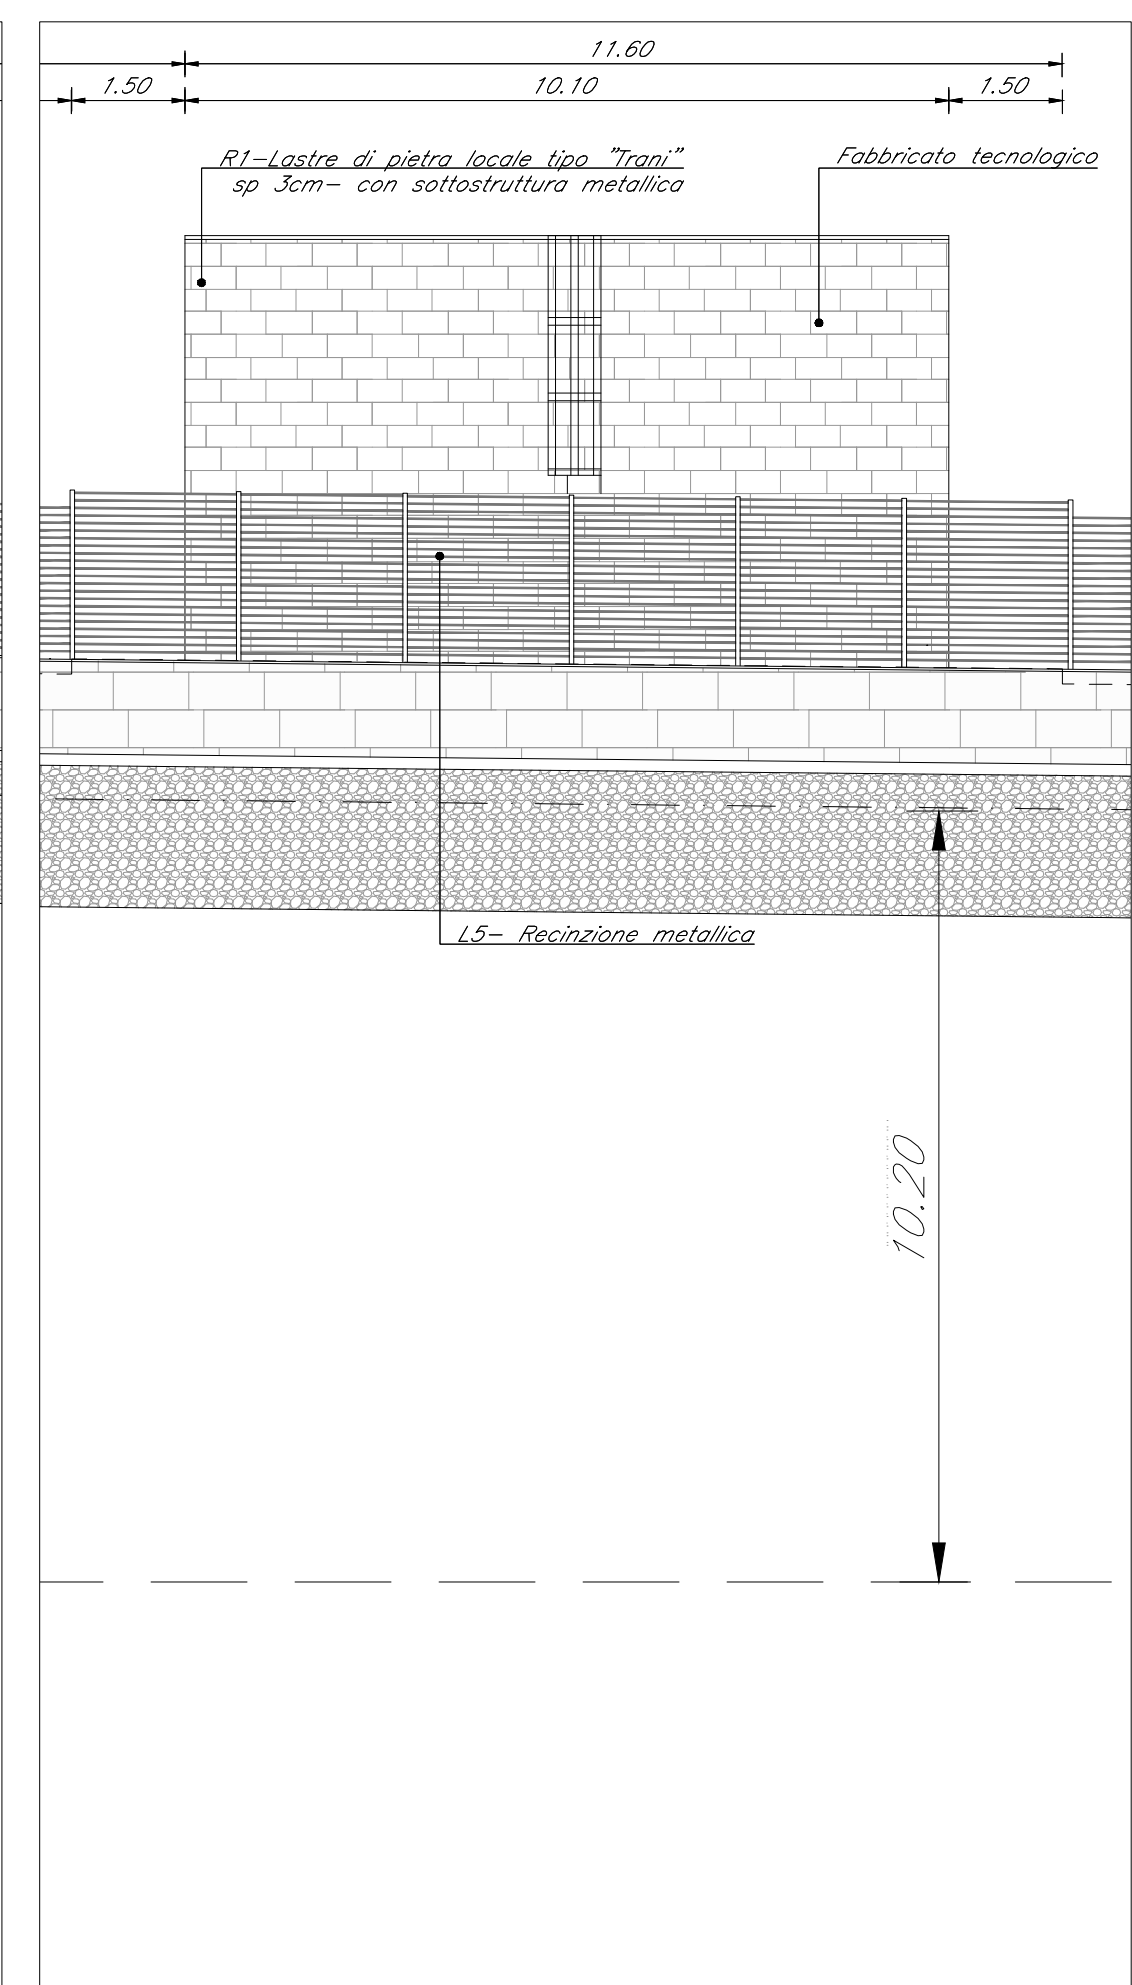 11.60
1.50
10.10
1.50
R1-Lastre di pietra locale tipo "Trani"
sp 3cm- con sottostruttura metallica
Fabbricato tecnologico
L5- Recinzione metallica
10.20